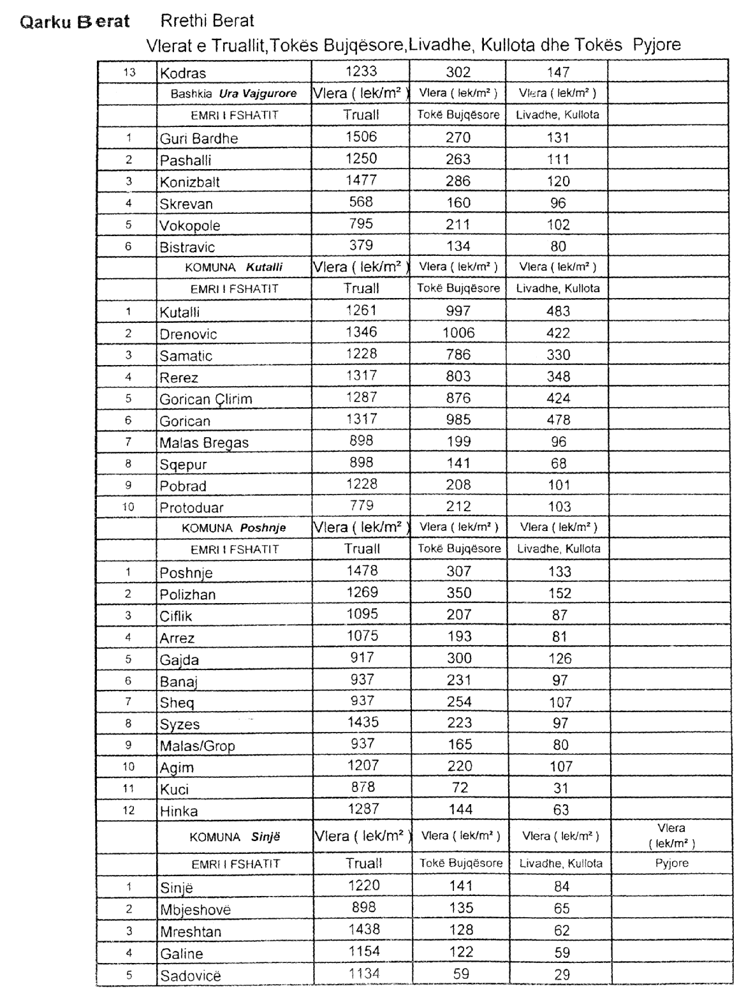 Qarku Berat Rrethi Berat
Vlerat e Truallit,Tokës Bujqësore,Livadhe, Kullota dhe Tokës Pyjore
13 Kodras 1233 302 147
Bashkia Ura Vajgurore Vlera ( lek/m² ) Vlera ( lek/m² ) Vlera ( lek/m² )
EMRI I FSHATIT Truall Tokë Bujqësore Livadhe, Kullota
1 Guri Bardhe 1506 270 131
2 Pashalli 1250 263 111
3 Konizbalt 1477 286 120
4 Skrevan 568 160 96
5 Vokopole 795 211 102
6 Bistravic 379 134 80
KOMUNA Kutalli Vlera ( lek/m² ) Vlera ( lek/m² ) Vlera ( lek/m² )
EMRI I FSHATIT Truall Tokë Bujqësore Livadhe, Kullota
1 Kutalli 1261 997 483
2 Drenovic 1346 1006 422
3 Samatic 1228 786 330
4 Rerez 1317 803 348
5 Gorican Çlirim 1287 876 424
6 Gorican 1317 985 478
7 Malas Bregas 898 199 96
8 Sqepur 898 141 68
9 Pobrad 1228 208 101
10 Protoduar 779 212 103
KOMUNA Poshnje Vlera ( lek/m² ) Vlera ( lek/m² ) Vlera ( lek/m² )
EMRI I FSHATIT Truall Tokë Bujqësore Livadhe, Kullota
1 Poshnje 1478 307 133
2 Polizhan 1269 350 152
3 Ciflik 1095 207 87
4 Arrez 1075 193 81
5 Gajda 917 300 126
6 Banaj 937 231 97
7 Sheq 937 254 107
8 Syzes 1435 223 97
9 Malas/Grop 937 165 80
10 Agim 1207 220 107
11 Kuci 878 72 31
12 Hinka 1287 144 63
KOMUNA Sinjë Vlera ( lek/m² ) Vlera ( lek/m² ) Vlera ( lek/m² ) Vlera
( lek/m² )
EMRI I FSHATIT Truall Tokë Bujqësore Livadhe, Kullota Pyjore
1 Sinjë 1220 141 84
2 Mbjeshovë 898 135 65
3 Mreshtan 1438 128 62
4 Galine 1154 122 59
5 Sadovicë 1134 59 29